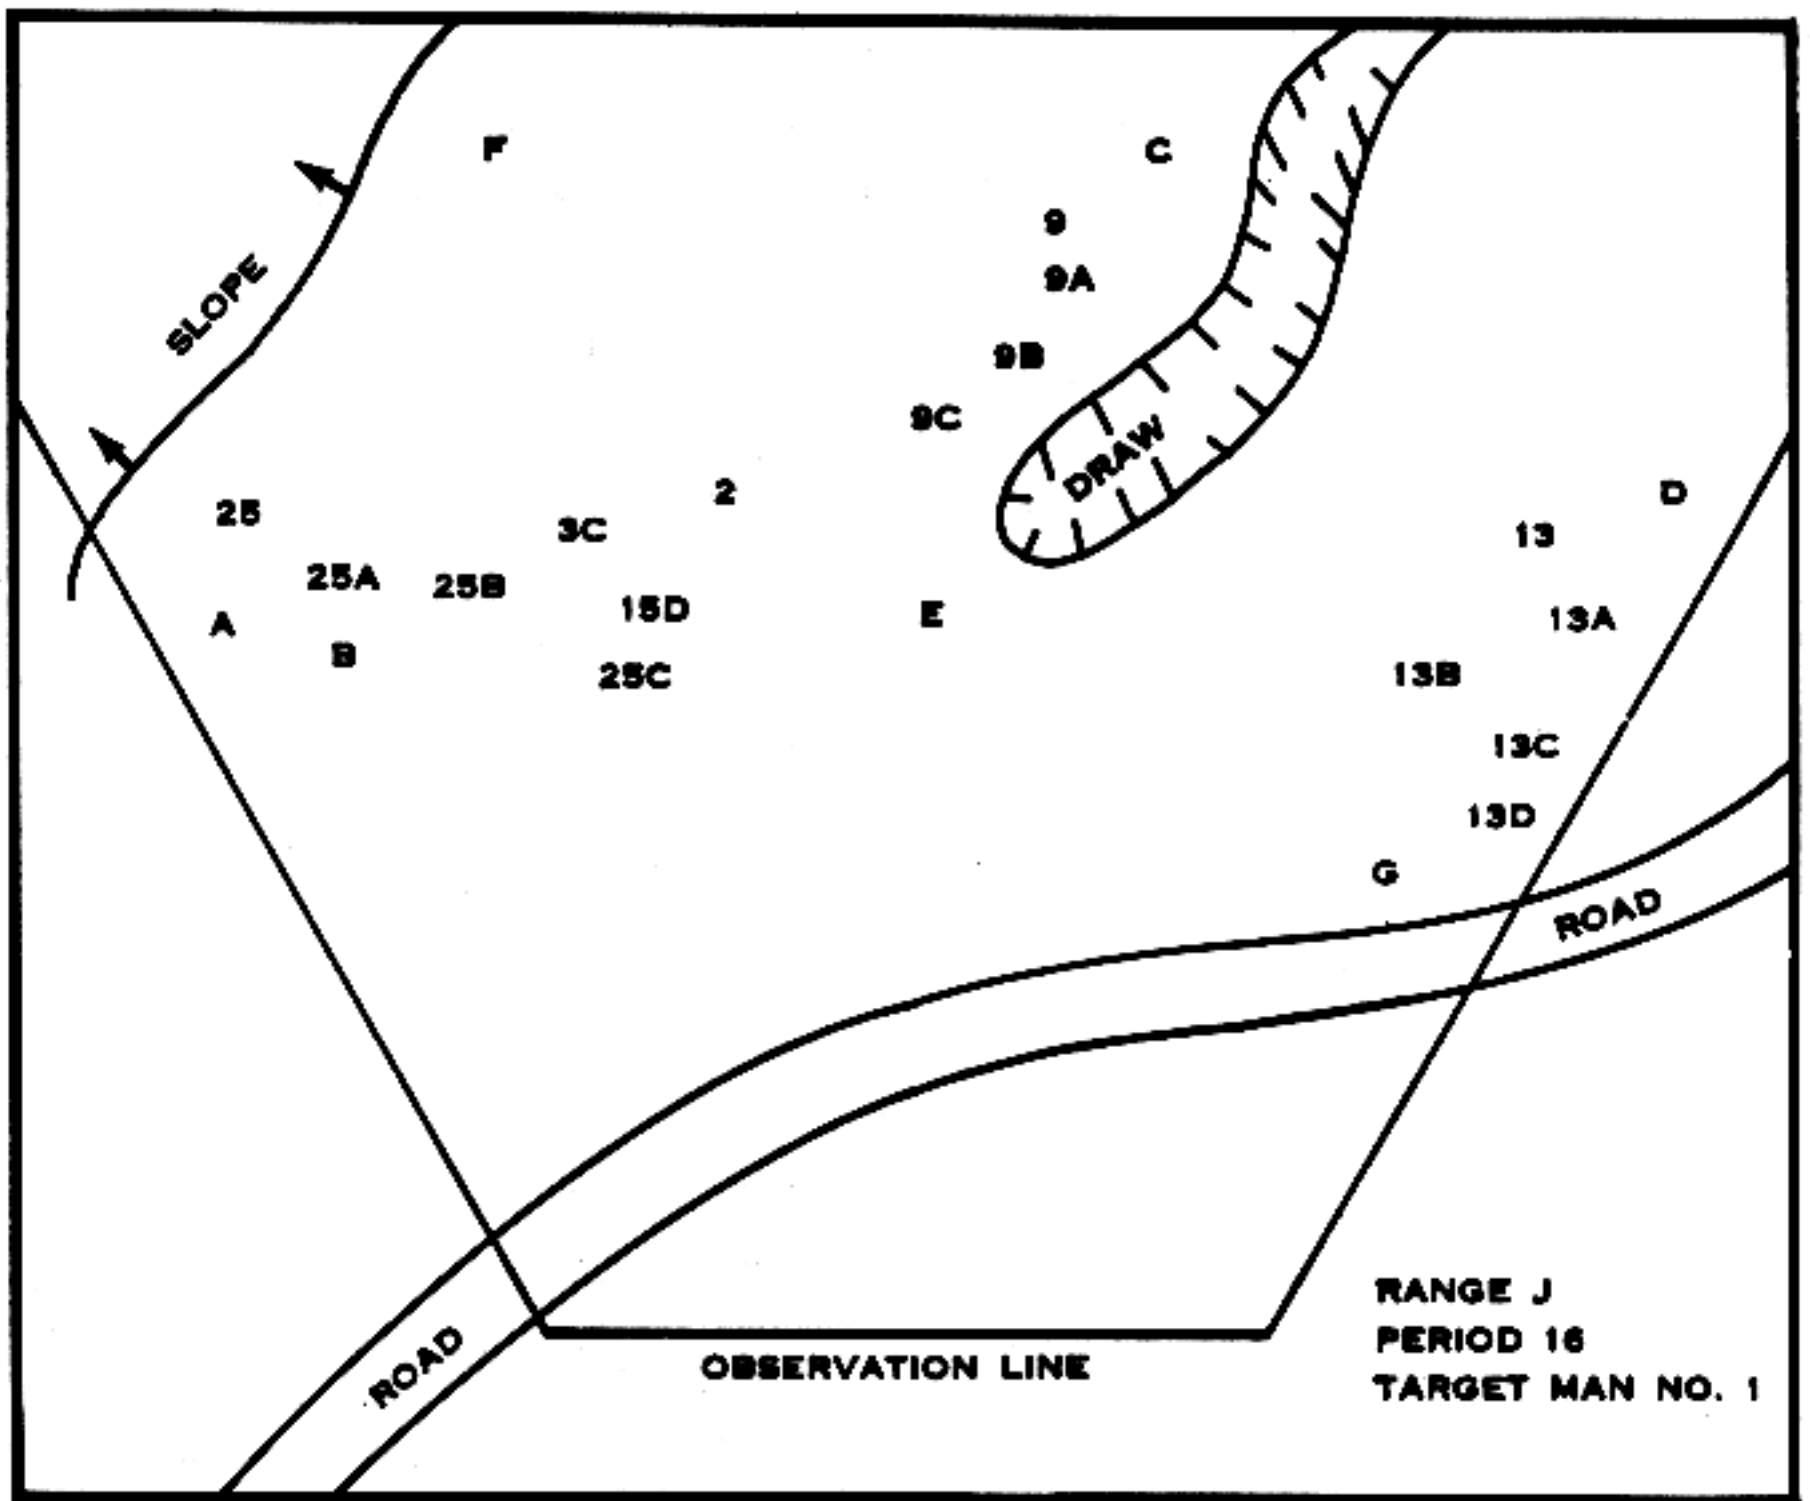 F
C
9
9A
SLOPE
9B
9C
2
D
25
3C
13
25A
25B
15D
E
13A
A
B
25C
13B
13C
13D
G
ROAD
DRAW
ROAD
OBSERVATION LINE
RANGE J
PERIOD 16
TARGET MAN NO. 1